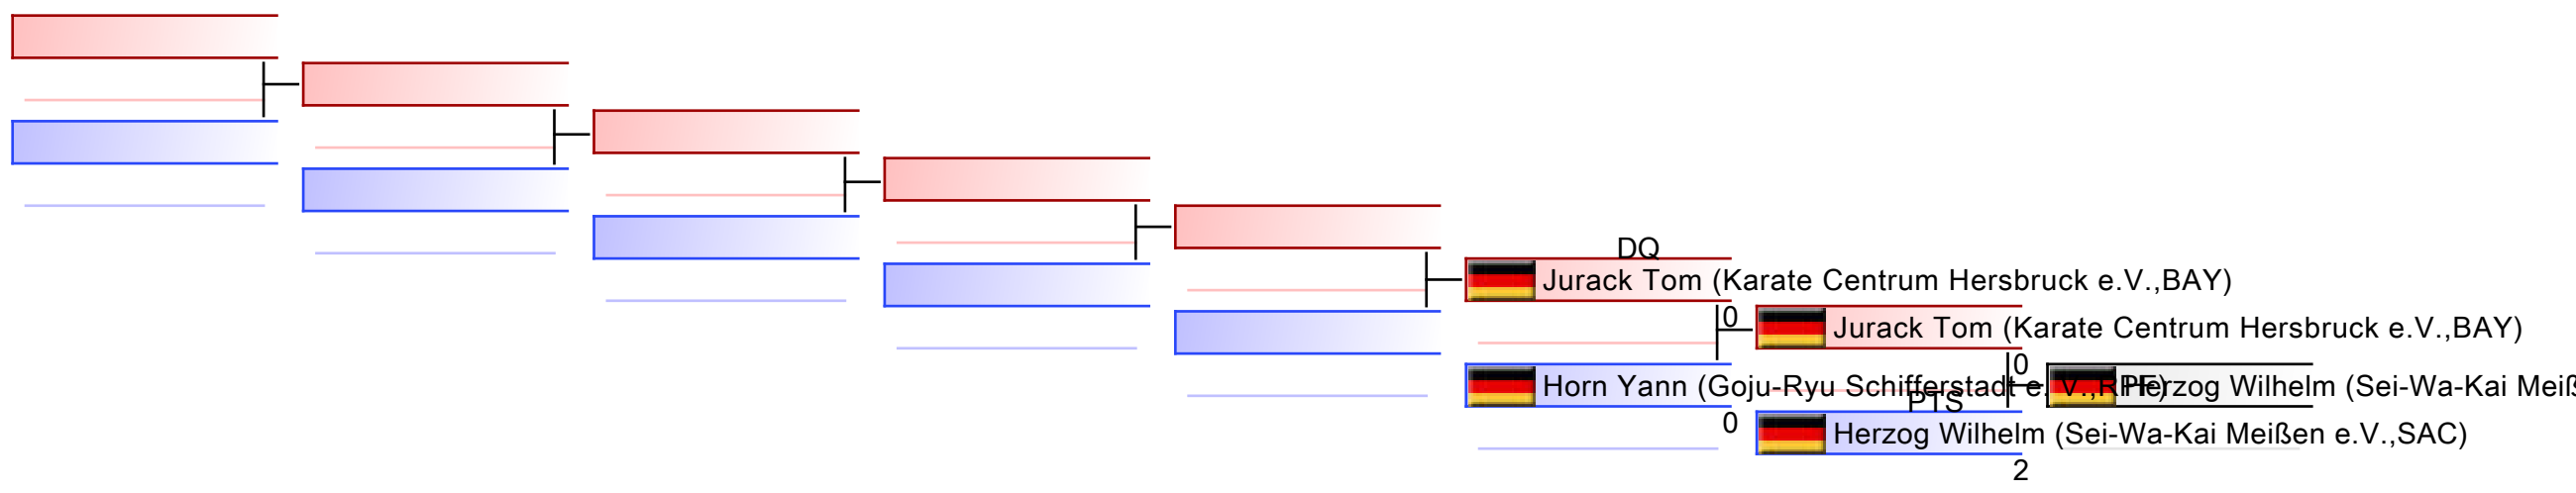 DQ
Jurack Tom (Karate Centrum Hersbruck e.V.,BAY)
0
Jurack Tom (Karate Centrum Hersbruck e.V.,BAY)
0
Horn Yann (Goju-Ryu Schifferstadt e. V.,RPF)
Herzog Wilhelm (Sei-Wa-Kai Meiß
PTS
0
Herzog Wilhelm (Sei-Wa-Kai Meißen e.V.,SAC)
2